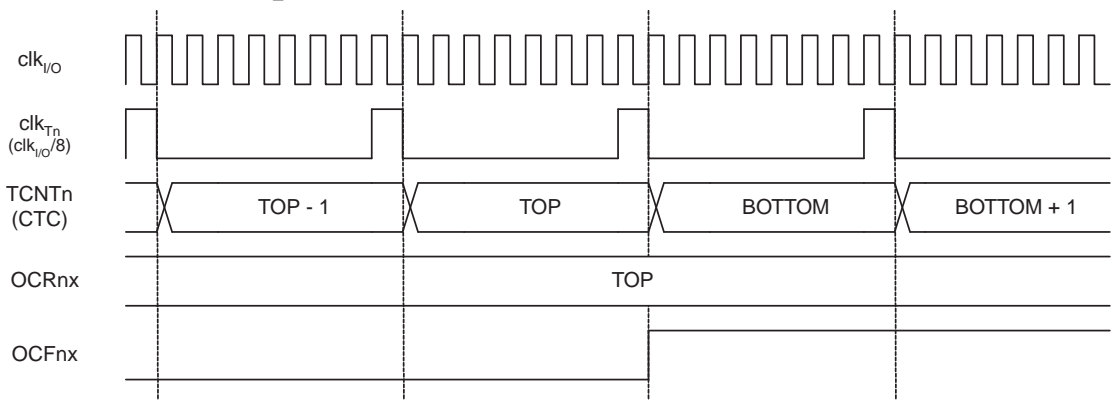 clkI/O
clkTn
(clkI/O/8)
TCNTn
(CTC)
TOP - 1
TOP
BOTTOM
BOTTOM + 1
OCRnx
TOP
OCFnx